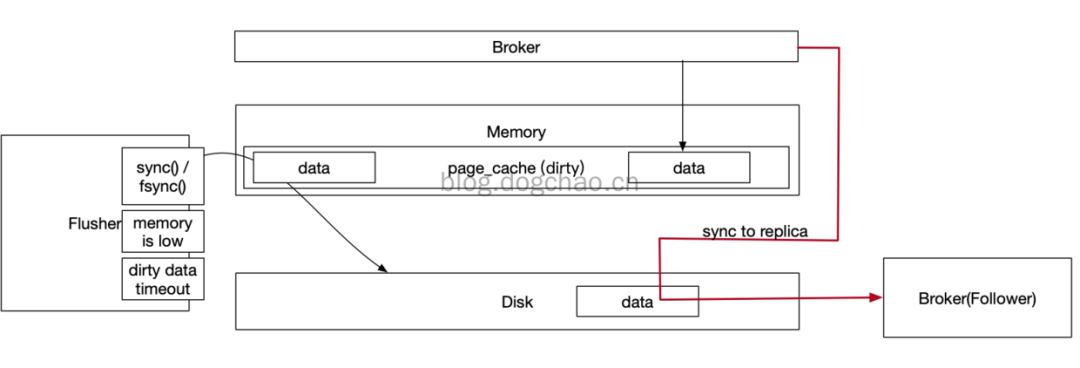 Broker
Memory
data
page_cache (dirty)
data
blog.dogchao.cn
sync() /
fsync()
Flusher
memory
is low
dirty data
timeout
sync to replica
Disk
data
Broker(Follower)